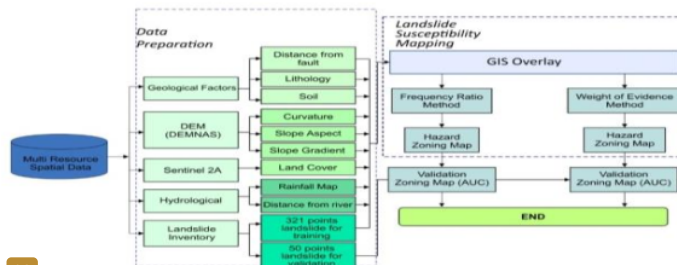 Data
Preparation
Landslide
Susceptibility
Mapping
Multi Resource
Spatial Data
Geological Factors
DEM
(DEMNAS)
Sentinel 2A
Hydrological
Landslide
Inventory
Distance from
fault
Lithology
Soil
Curvature
Slope Aspect
Slope Gradient
Land Cover
Rainfall Map
Distance from river
321 points
landslide for
training
50 points
landslide for
validation
GIS Overlay
Frequency Ratio
Method
Weight of Evidence
Method
Hazard
Zoning Map
Hazard
Zoning Map
Validation
Zoning Map (AUC)
Validation
Zoning Map (AUC)
END